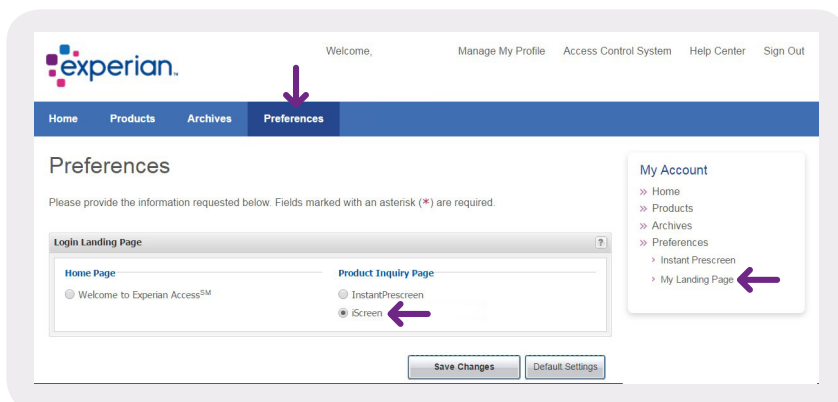 experian™
Welcome,
Manage My Profile Access Control System Help Center Sign Out
Home Products Archives Preferences
Preferences
Please provide the information requested below. Fields marked with an asterisk (*) are required.
Login Landing Page ?
Home Page
Welcome to Experian Access℠
Product Inquiry Page
InstantPrescreen
iScreen
Save Changes Default Settings
My Account
» Home
» Products
» Archives
» Preferences
› Instant Prescreen
› My Landing Page